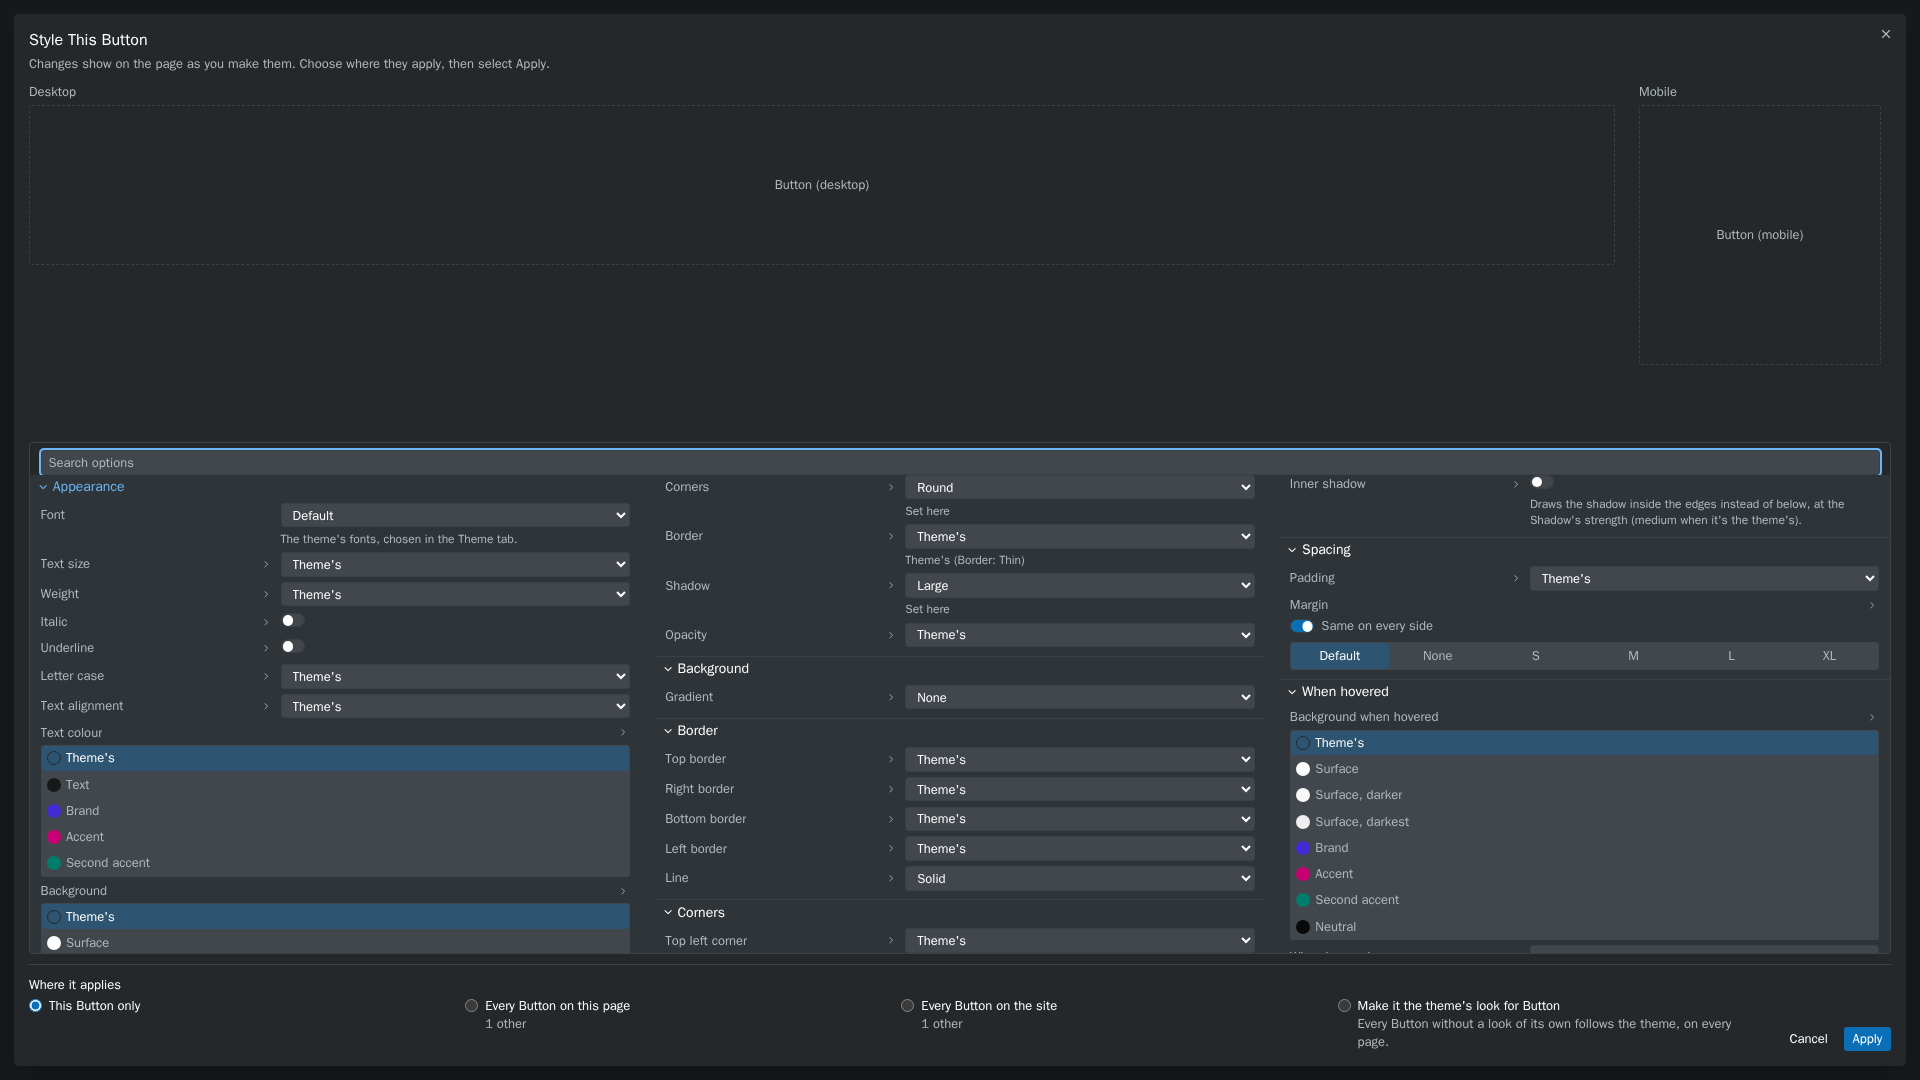 Style This Button
Changes show on the page as you make them. Choose where they apply, then select Apply.
Desktop
Mobile
Button (desktop)
Button (mobile)
Search options
Appearance
Font
Default
The theme's fonts, chosen in the Theme tab.
Text size
Theme's
Weight
Theme's
Italic
Underline
Letter case
Theme's
Text alignment
Theme's
Text colour
Theme's
Text
Brand
Accent
Second accent
Background
Theme's
Surface
Corners
Round
Set here
Border
Theme's
Theme's (Border: Thin)
Shadow
Large
Set here
Opacity
Theme's
Background
Gradient
None
Border
Top border
Theme's
Right border
Theme's
Bottom border
Theme's
Left border
Theme's
Line
Solid
Corners
Top left corner
Theme's
Inner shadow
Draws the shadow inside the edges instead of below, at the
Shadow's strength (medium when it's the theme's).
Spacing
Padding
Theme's
Margin
Same on every side
Default
None
S
M
L
XL
When hovered
Background when hovered
Theme's
Surface
Surface, darker
Surface, darkest
Brand
Accent
Second accent
Neutral
Where it applies
This Button only
Every Button on this page
1 other
Every Button on the site
1 other
Make it the theme's look for Button
Every Button without a look of its own follows the theme, on every
page.
Cancel
Apply